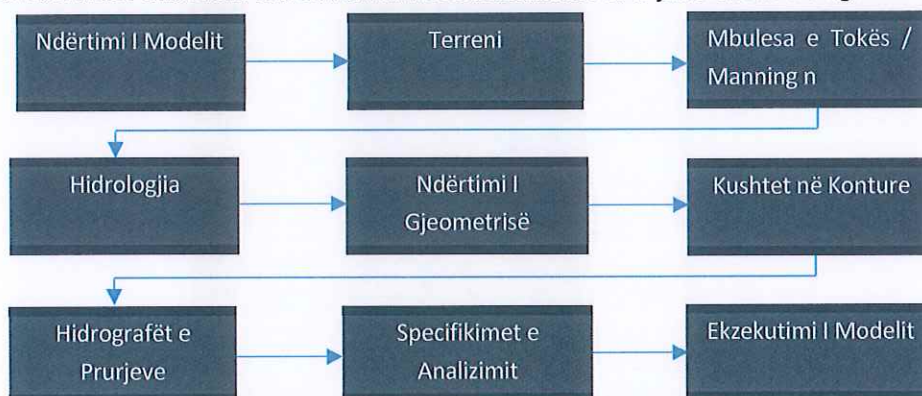 Ndërtimi I Modelit
Terreni
Mbulesa e Tokës /
Manning n
Hidrologjia
Ndërtimi I
Gjeometrisë
Kushtet në Konture
Hidrografët e
Prurjeve
Specifikimet e
Analizimit
Ekzekutimi I Modelit